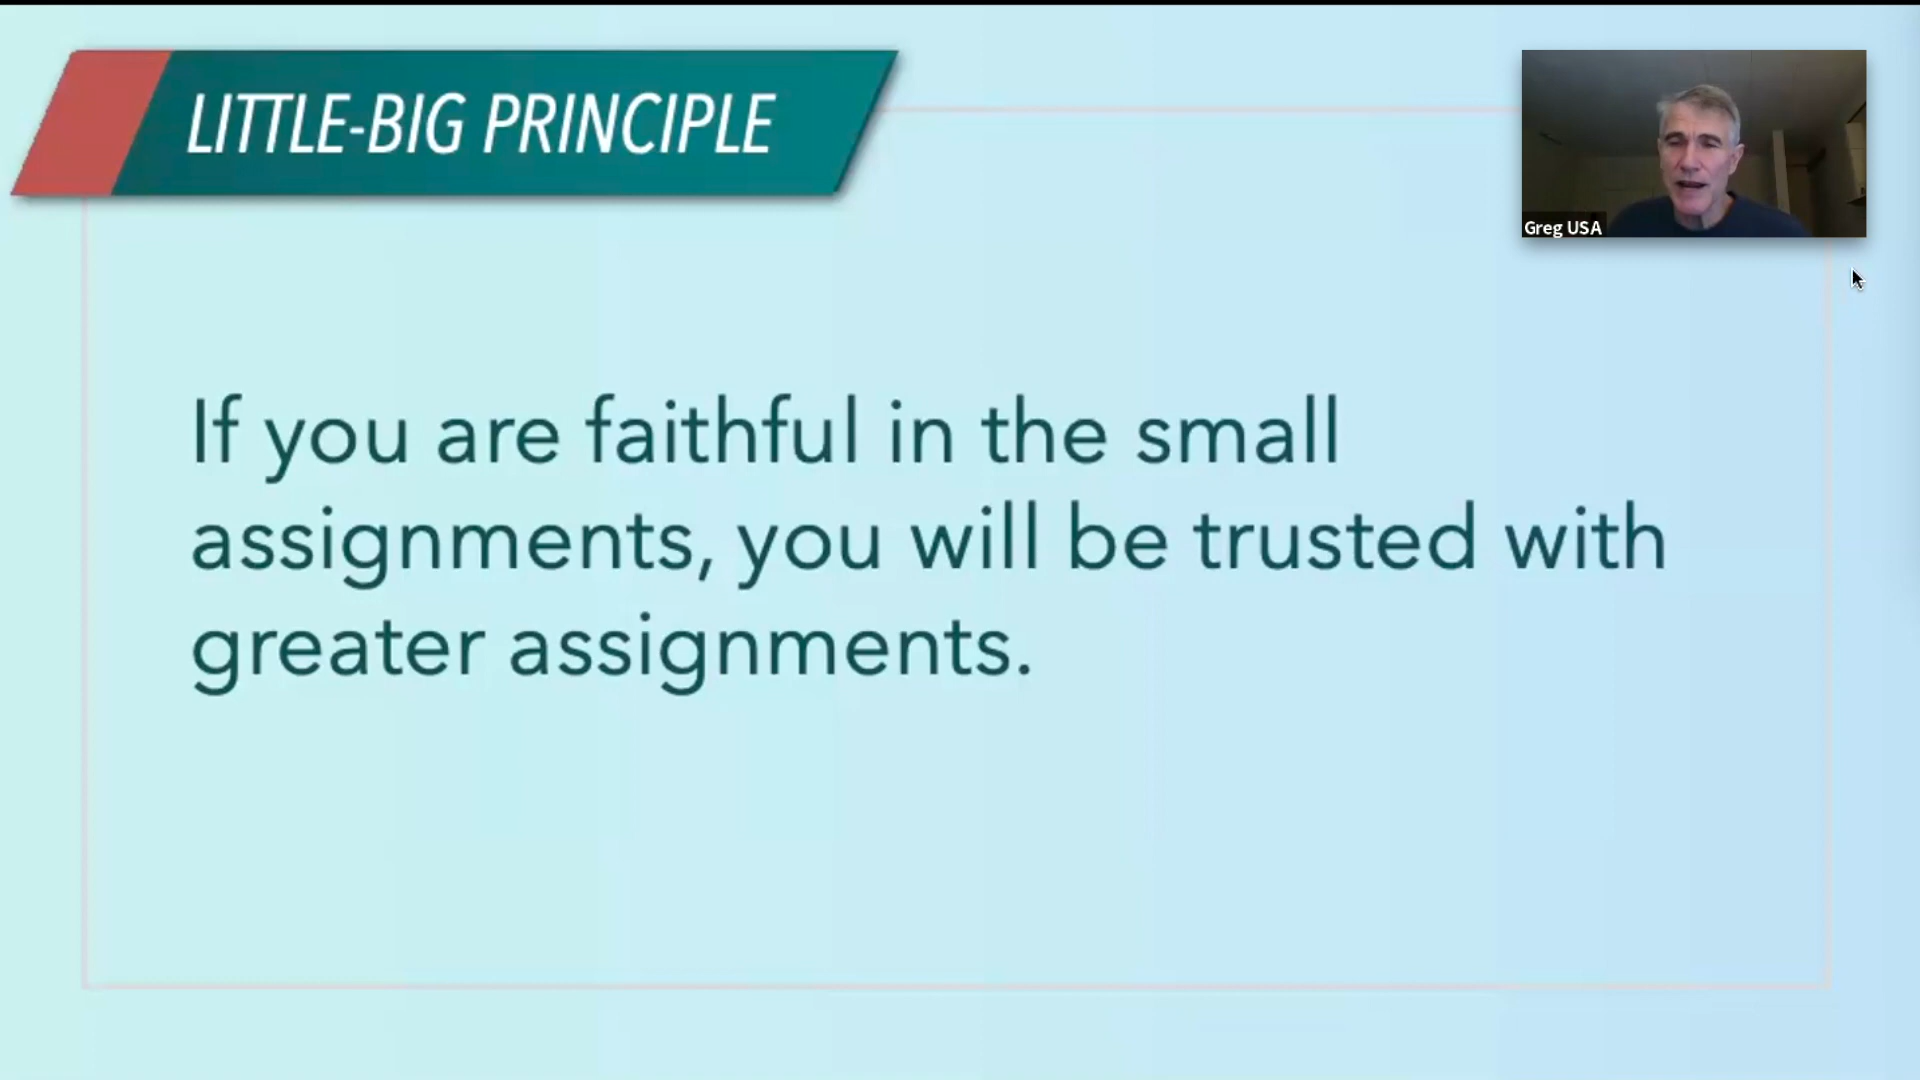 LITTLE-BIG PRINCIPLE
Greg USA
If you are faithful in the small
assignments, you will be trusted with
greater assignments.